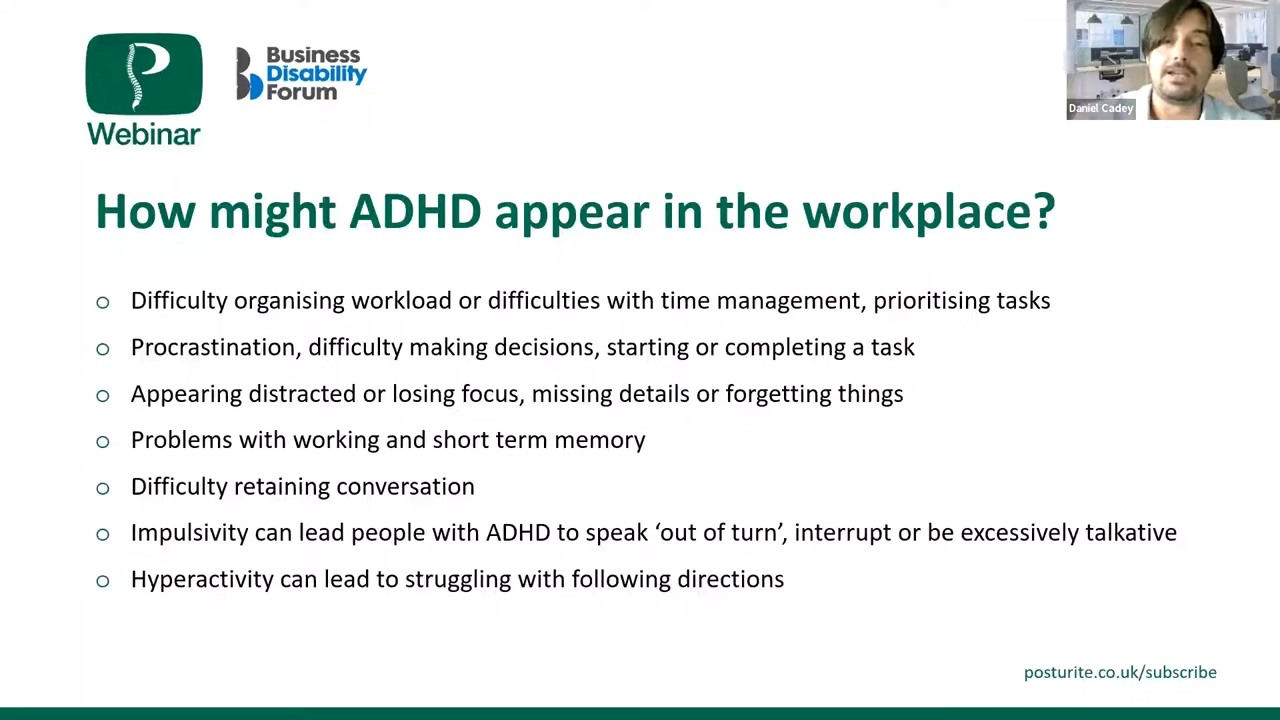 P
Webinar
Business
Disability
Forum
Daniel Cadey
How might ADHD appear in the workplace?
Difficulty organising workload or difficulties with time management, prioritising tasks
Procrastination, difficulty making decisions, starting or completing a task
Appearing distracted or losing focus, missing details or forgetting things
Problems with working and short term memory
Difficulty retaining conversation
Impulsivity can lead people with ADHD to speak ‘out of turn’, interrupt or be excessively talkative
Hyperactivity can lead to struggling with following directions
posturite.co.uk/subscribe